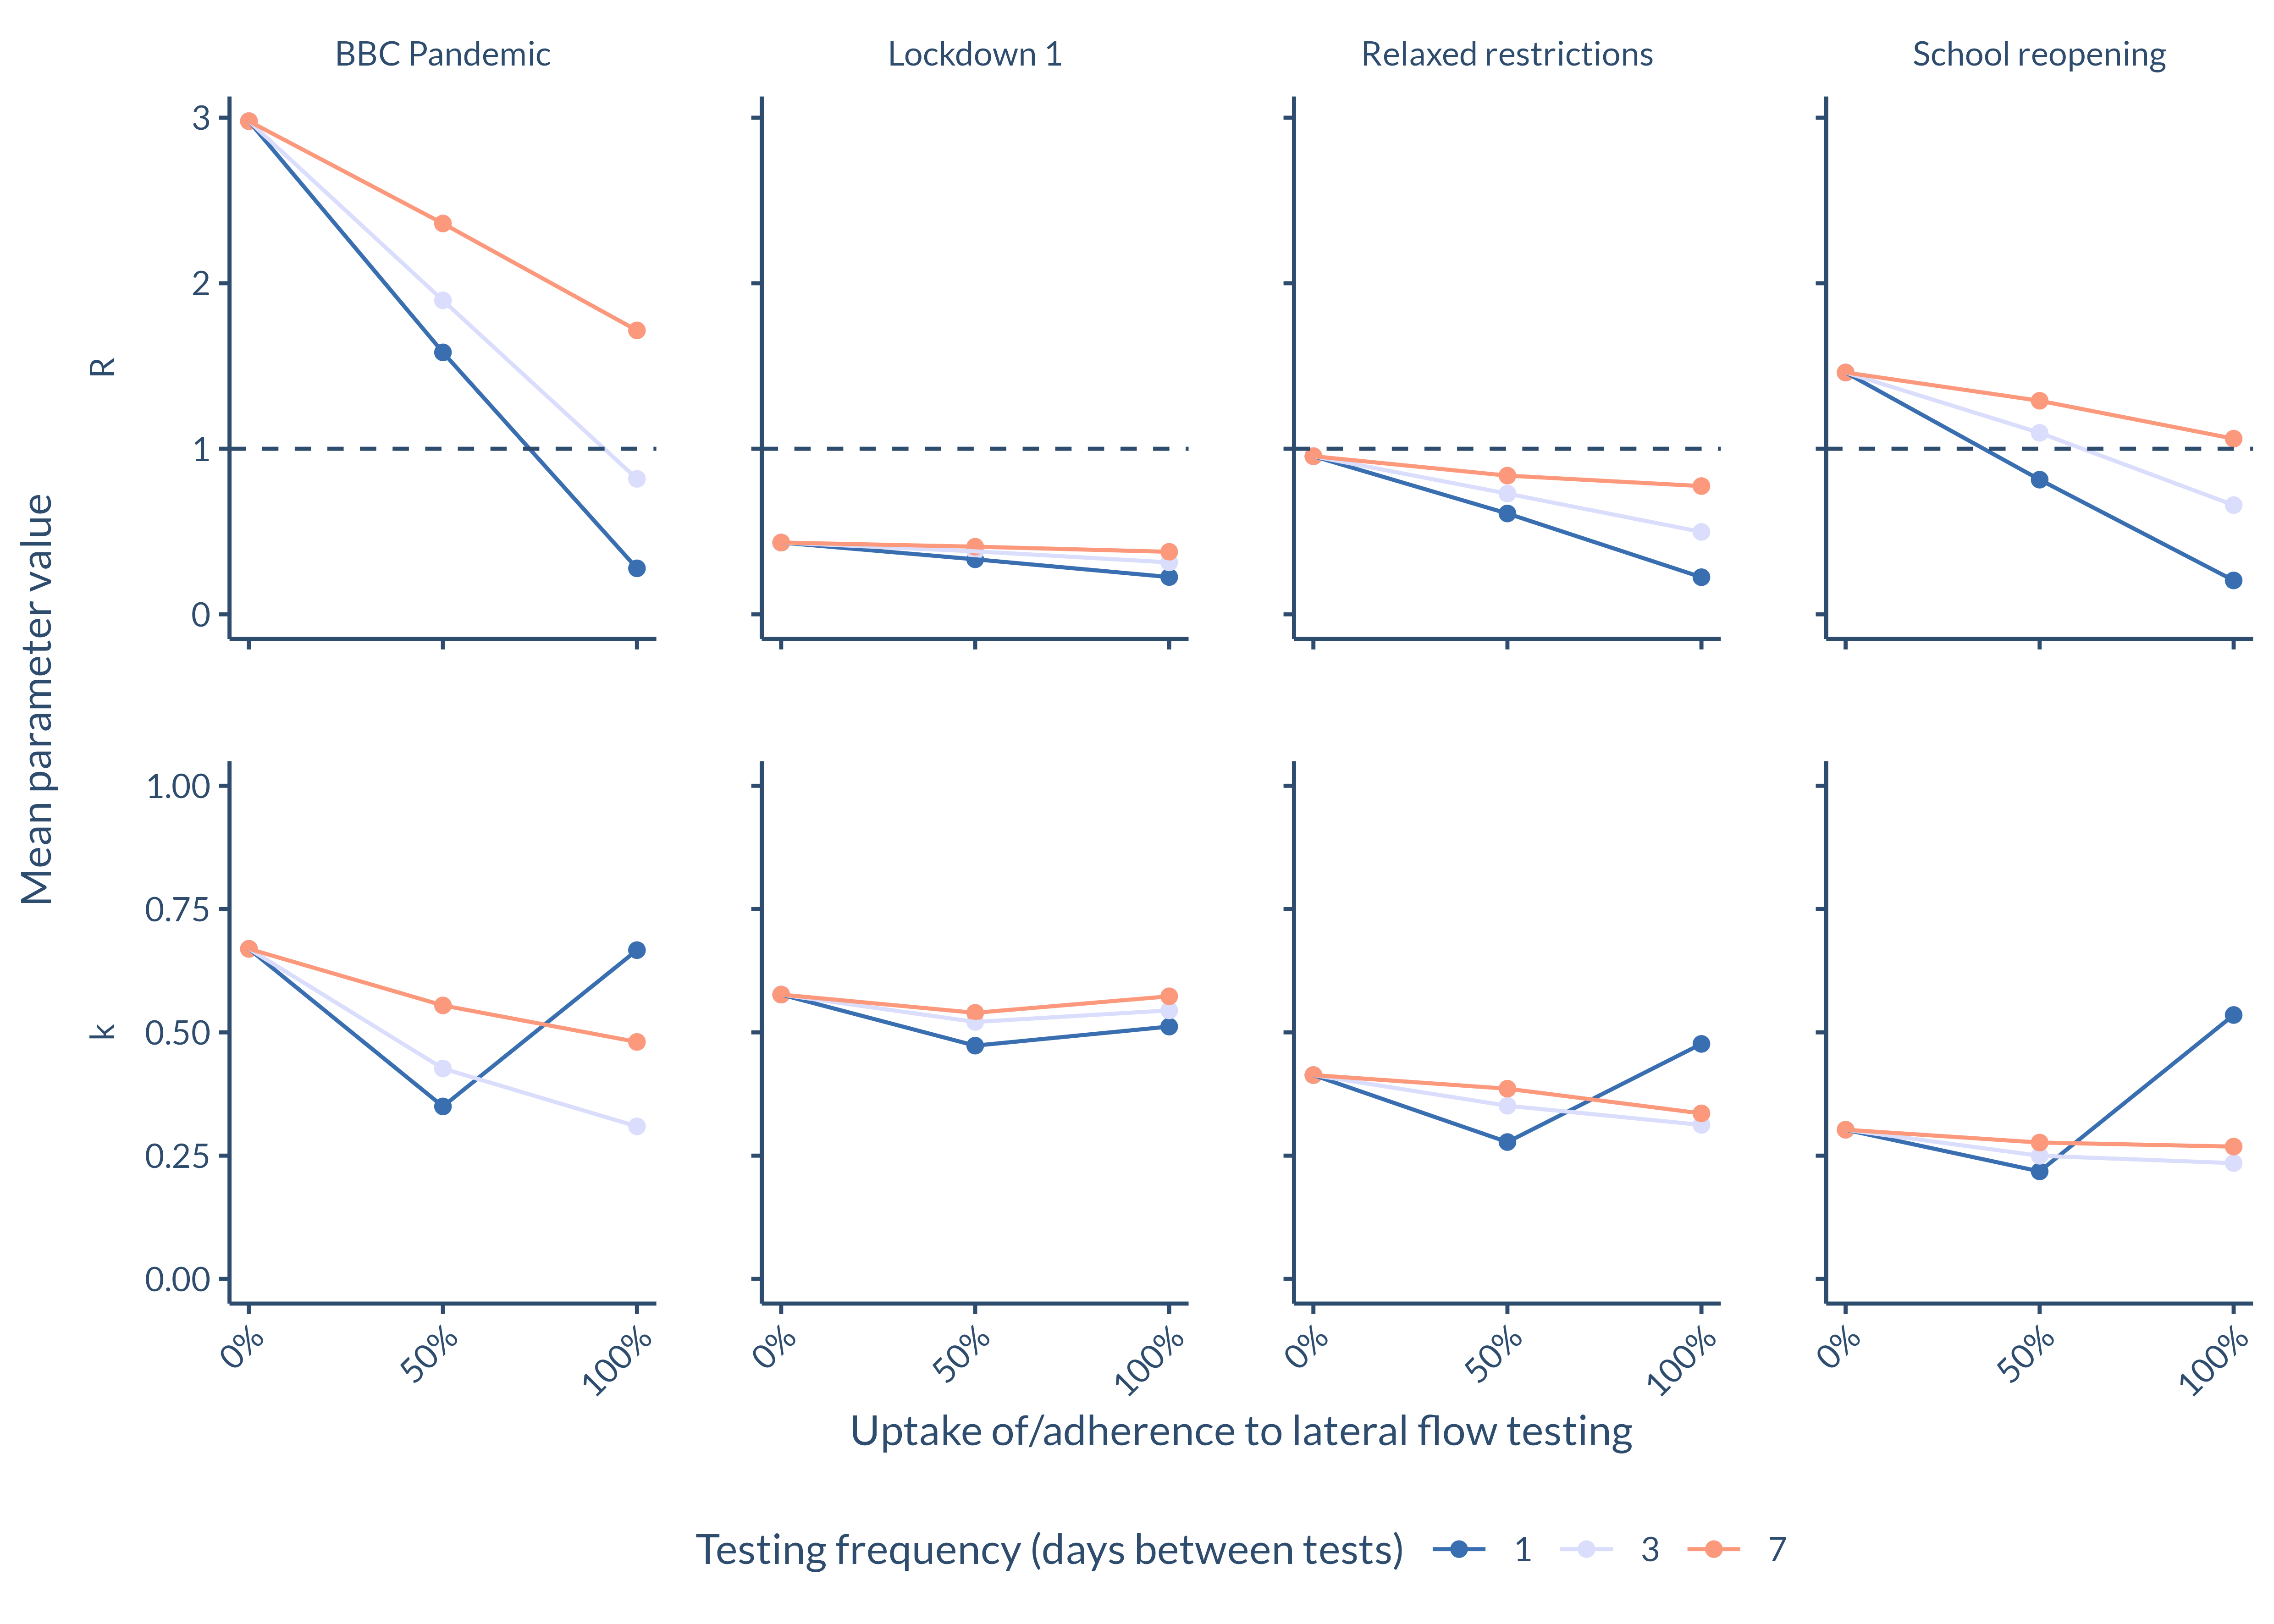 BBC Pandemic
Lockdown 1
Relaxed restrictions
School reopening
Mean parameter value
R
3
2
1
0
k
1.00
0.75
0.50
0.25
0.00
0% 50% 100%
0% 50% 100%
0% 50% 100%
0% 50% 100%
Uptake of/adherence to lateral flow testing
Testing frequency (days between tests) 1 3 7